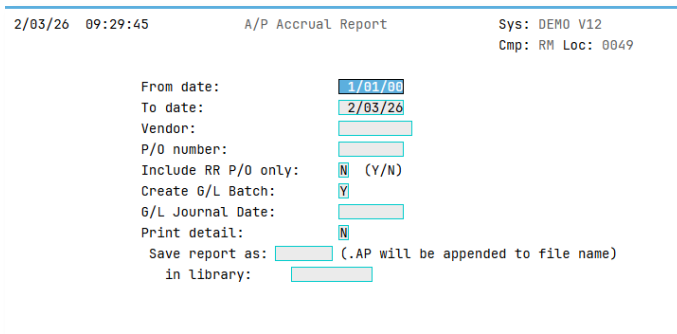 2/03/26 09:29:45 A/P Accrual Report Sys: DEMO V12
Cmp: RM Loc: 0049
From date: 1/01/00
To date: 2/03/26
Vendor:
P/O number:
Include RR P/O only: N (Y/N)
Create G/L Batch: Y
G/L Journal Date:
Print detail: N
Save report as: (.AP will be appended to file name)
in library: